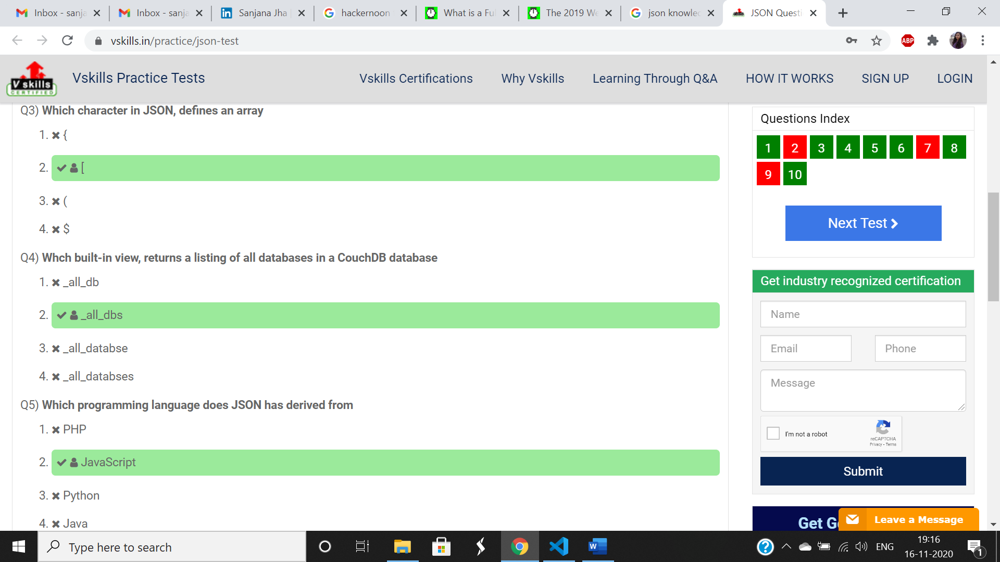 Inbox - sanja
Inbox - sanja
Sanjana Jha
hackernoon
What is a Ful
The 2019 We
json knowled
JSON Questi
vskills.in/practice/json-test
ABP
V skills
CERTIFIED
Vskills Practice Tests
Vskills Certifications
Why Vskills
Learning Through Q&A
HOW IT WORKS
SIGN UP
LOGIN
Q3) Which character in JSON, defines an array
1. {
2. [
3. (
4. $
Q4) Whch built-in view, returns a listing of all databases in a CouchDB database
1. _all_db
2. _all_dbs
3. _all_databse
4. _all_databses
Q5) Which programming language does JSON has derived from
1. PHP
2. JavaScript
3. Python
4. Java
Questions Index
1 2 3 4 5 6 7 8
9 10
Next Test
Get industry recognized certification
Name
Email
Phone
Message
I'm not a robot
reCAPTCHA
Privacy - Terms
Submit
Get G
Leave a Message
Type here to search
ENG
19:16
16-11-2020
1